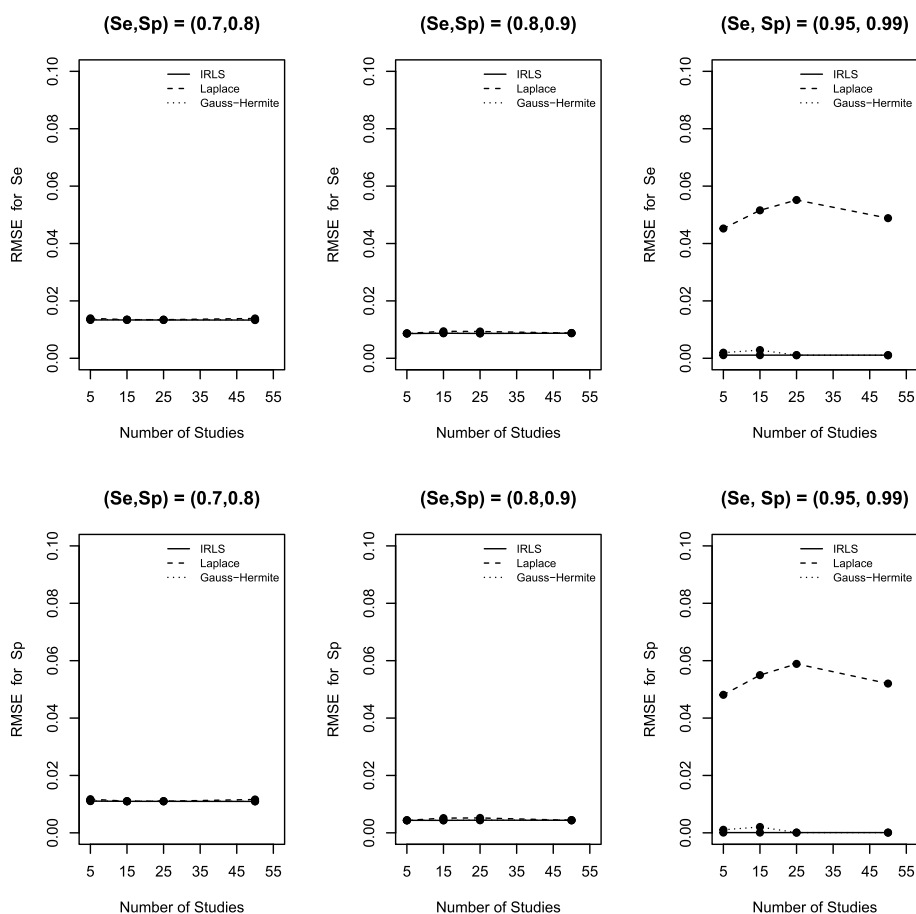 (Se,Sp) = (0.7,0.8)
RMSE for Se
0.00 0.02 0.04 0.06 0.08 0.10
IRLS
Laplace
Gauss−Hermite
5 15 25 35 45 55
Number of Studies
(Se,Sp) = (0.8,0.9)
RMSE for Se
0.00 0.02 0.04 0.06 0.08 0.10
IRLS
Laplace
Gauss−Hermite
5 15 25 35 45 55
Number of Studies
(Se, Sp) = (0.95, 0.99)
RMSE for Se
0.00 0.02 0.04 0.06 0.08 0.10
IRLS
Laplace
Gauss−Hermite
5 15 25 35 45 55
Number of Studies
(Se,Sp) = (0.7,0.8)
RMSE for Sp
0.00 0.02 0.04 0.06 0.08 0.10
IRLS
Laplace
Gauss−Hermite
5 15 25 35 45 55
Number of Studies
(Se,Sp) = (0.8,0.9)
RMSE for Sp
0.00 0.02 0.04 0.06 0.08 0.10
IRLS
Laplace
Gauss−Hermite
5 15 25 35 45 55
Number of Studies
(Se, Sp) = (0.95, 0.99)
RMSE for Sp
0.00 0.02 0.04 0.06 0.08 0.10
IRLS
Laplace
Gauss−Hermite
5 15 25 35 45 55
Number of Studies